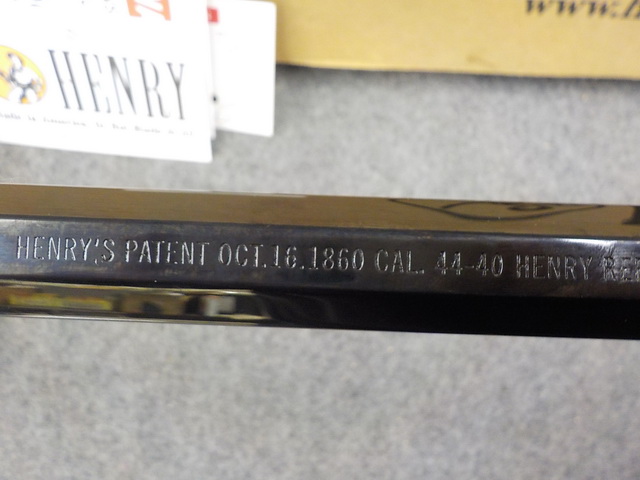 HENRY
HENRY'S PATENT OCT.16.1860 CAL. 44-40 HENRY